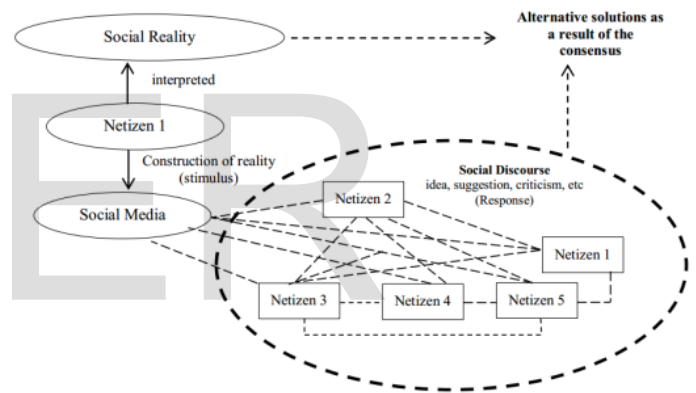 Social Reality
Alternative solutions as
a result of the
consensus
interpreted
Netizen 1
Construction of reality
(stimulus)
Social Media
Social Discourse
idea, suggestion, criticism, etc
(Response)
Netizen 2
Netizen 1
Netizen 3
Netizen 4
Netizen 5
ER